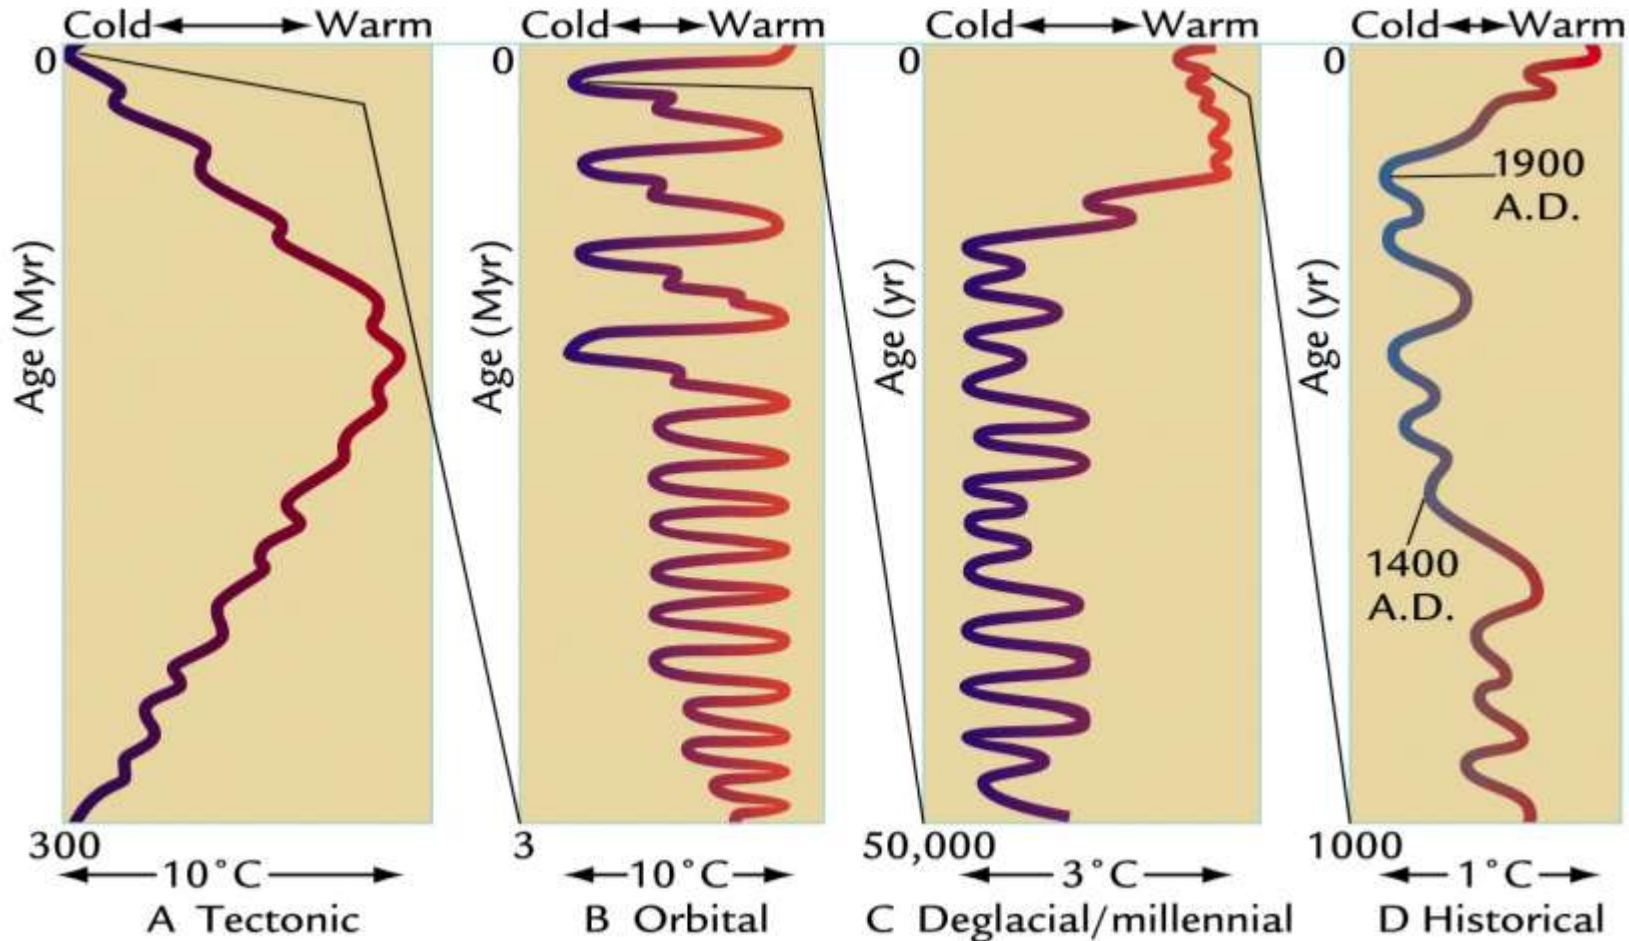 Cold Warm
Cold Warm
Cold Warm
Cold Warm
0
0
0
0
1900
A.D.
Age (Myr)
Age (Myr)
Age (yr)
Age (yr)
1400
A.D.
300
3
50,000
1000
10°C
10°C
3°C
1°C
A Tectonic
B Orbital
C Deglacial/millennial
D Historical